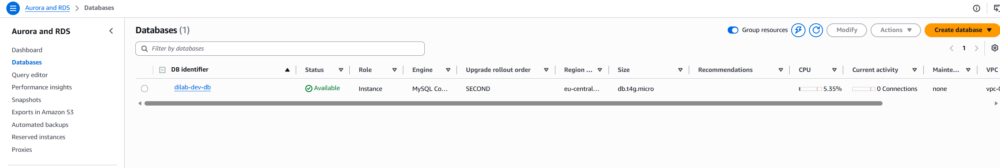 Aurora and RDS > Databases
Aurora and RDS
Dashboard
Databases
Query editor
Performance insights
Snapshots
Exports in Amazon S3
Automated backups
Reserved instances
Proxies
Databases (1)
Group resources
Modify
Actions
Create database
Filter by databases
1
DB identifier Status Role Engine Upgrade rollout order Region ... Size Recommendations CPU Current activity Mainte... VPC
dilab-dev-db Available Instance MySQL Co... SECOND eu-central... db.t4g.micro 5.35% 0 Connections none vpc-0